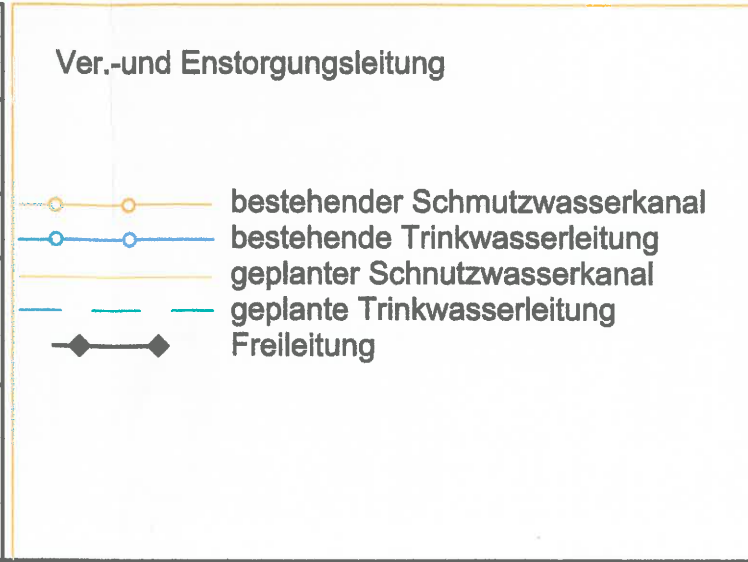 Ver.-und Enstorgungsleitung
bestehender Schmutzwasserkanal
bestehende Trinkwasserleitung
geplanter Schnutzwasserkanal
geplante Trinkwasserleitung
Freileitung